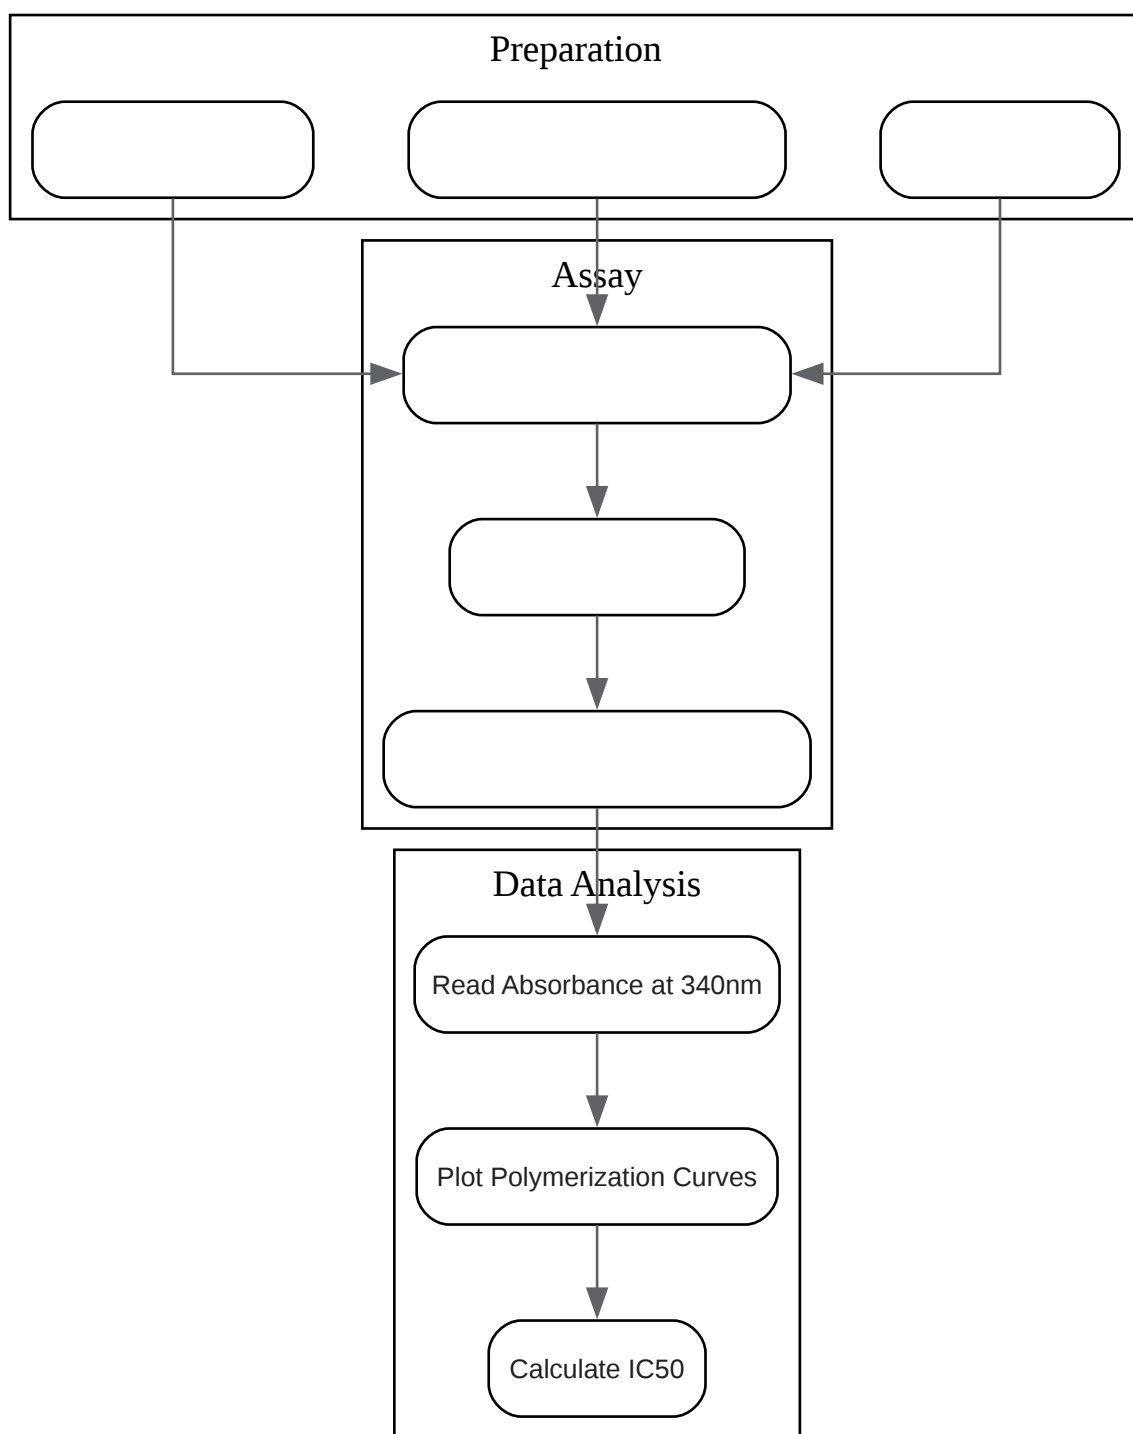 Preparation
Assay
Data Analysis
Read Absorbance at 340nm
Plot Polymerization Curves
Calculate IC50